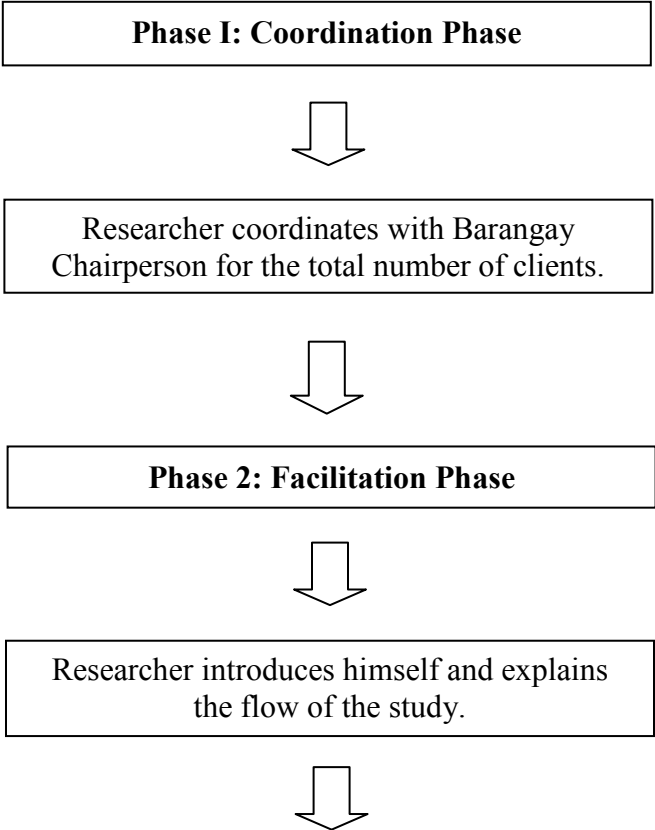 Phase I: Coordination Phase
Researcher coordinates with Barangay
Chairperson for the total number of clients.
Phase 2: Facilitation Phase
Researcher introduces himself and explains
the flow of the study.